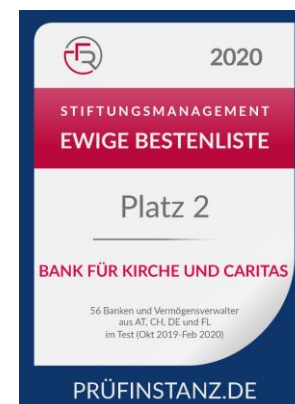 FR
2020
STIFTUNGSMANAGEMENT
EWIGE BESTENLISTE
Platz 2
BANK FÜR KIRCHE UND CARITAS
56 Banken und Vermögensverwalter
aus AT, CH, DE und FL
im Test (Okt 2019-Feb 2020)
PRÜFINSTANZ.DE